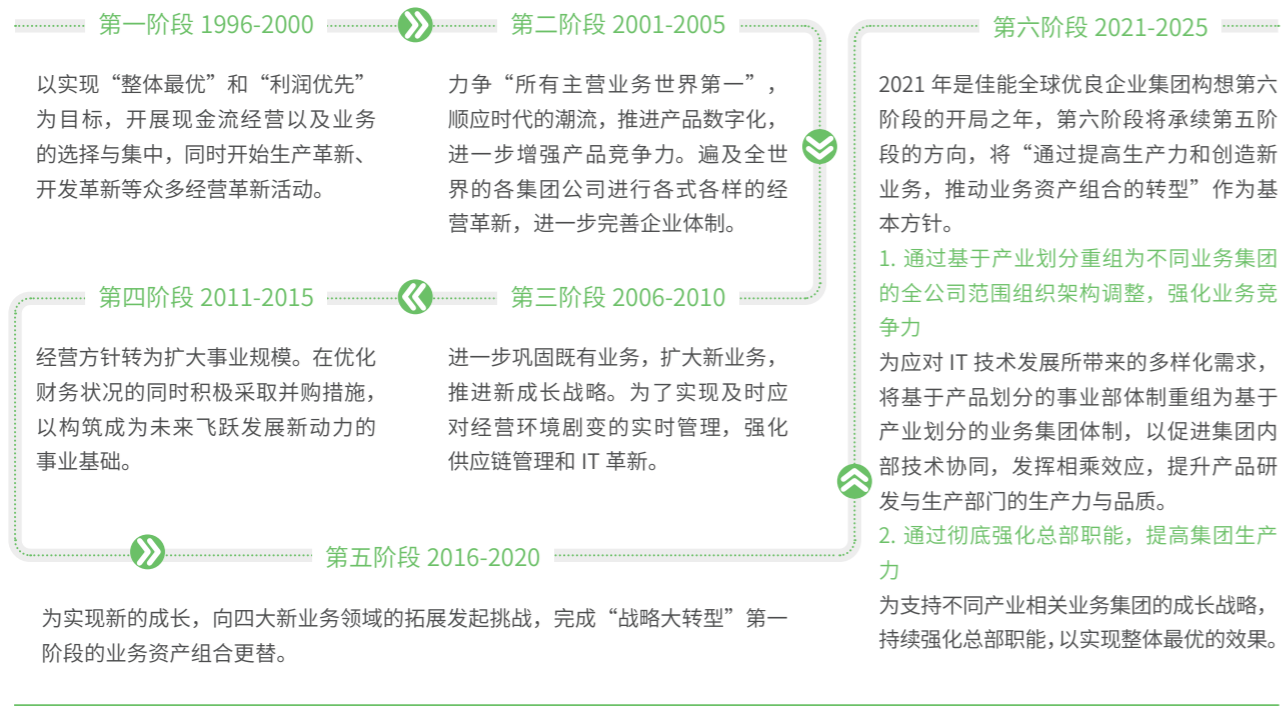 第一阶段 1996-2000
以实现“整体最优”和“利润优先”
为目标，开展现金流经营以及业务
的选择与集中，同时开始生产革新、
开发革新等众多经营革新活动。
第二阶段 2001-2005
力争“所有主营业务世界第一”，
顺应时代的潮流，推进产品数字化，
进一步增强产品竞争力。遍及全世
界的各集团公司进行各式各样的经
营革新，进一步完善企业体制。
第三阶段 2006-2010
进一步巩固既有业务，扩大新业务，
推进新成长战略。为了实现及时应
对经营环境剧变的实时管理，强化
供应链管理和 IT 革新。
第四阶段 2011-2015
经营方针转为扩大事业规模。在优化
财务状况的同时积极采取并购措施，
以构筑成为未来飞跃发展新动力的
事业基础。
第五阶段 2016-2020
为实现新的成长，向四大新业务领域的拓展发起挑战，完成“战略大转型”第一
阶段的业务资产组合更替。
第六阶段 2021-2025
2021 年是佳能全球优良企业集团构想第六
阶段的开局之年，第六阶段将承续第五阶
段的方向，将“通过提高生产力和创造新
业务，推动业务资产组合的转型”作为基
本方针。
1. 通过基于产业划分重组为不同业务集团
的全公司范围组织架构调整，强化业务竞
争力
为应对 IT 技术发展所带来的多样化需求，
将基于产品划分的事业部体制重组为基于
产业划分的业务集团体制，以促进集团内
部技术协同，发挥相乘效应，提升产品研
发与生产部门的生产力与品质。
2. 通过彻底强化总部职能，提高集团生产
力
为支持不同产业相关业务集团的成长战略，
持续强化总部职能，以实现整体最优的效果。